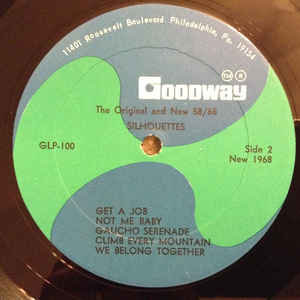 11401 Roosevelt Boulevard. Philadelphia, Pa. 19154
GOODWAY TM ®
The Original and New 58/68
SILHOUETTES
GLP-100
Side 2
New 1968
GET A JOB
NOT ME BABY
GAUCHO SERENADE
CLIMB EVERY MOUNTAIN
WE BELONG TOGETHER